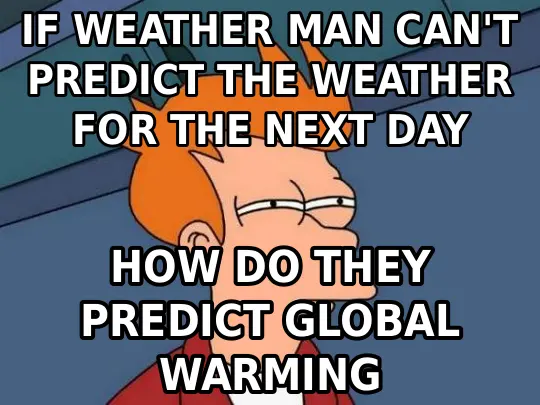 IF WEATHER MAN CAN'T
PREDICT THE WEATHER
FOR THE NEXT DAY
HOW DO THEY
PREDICT GLOBAL
WARMING